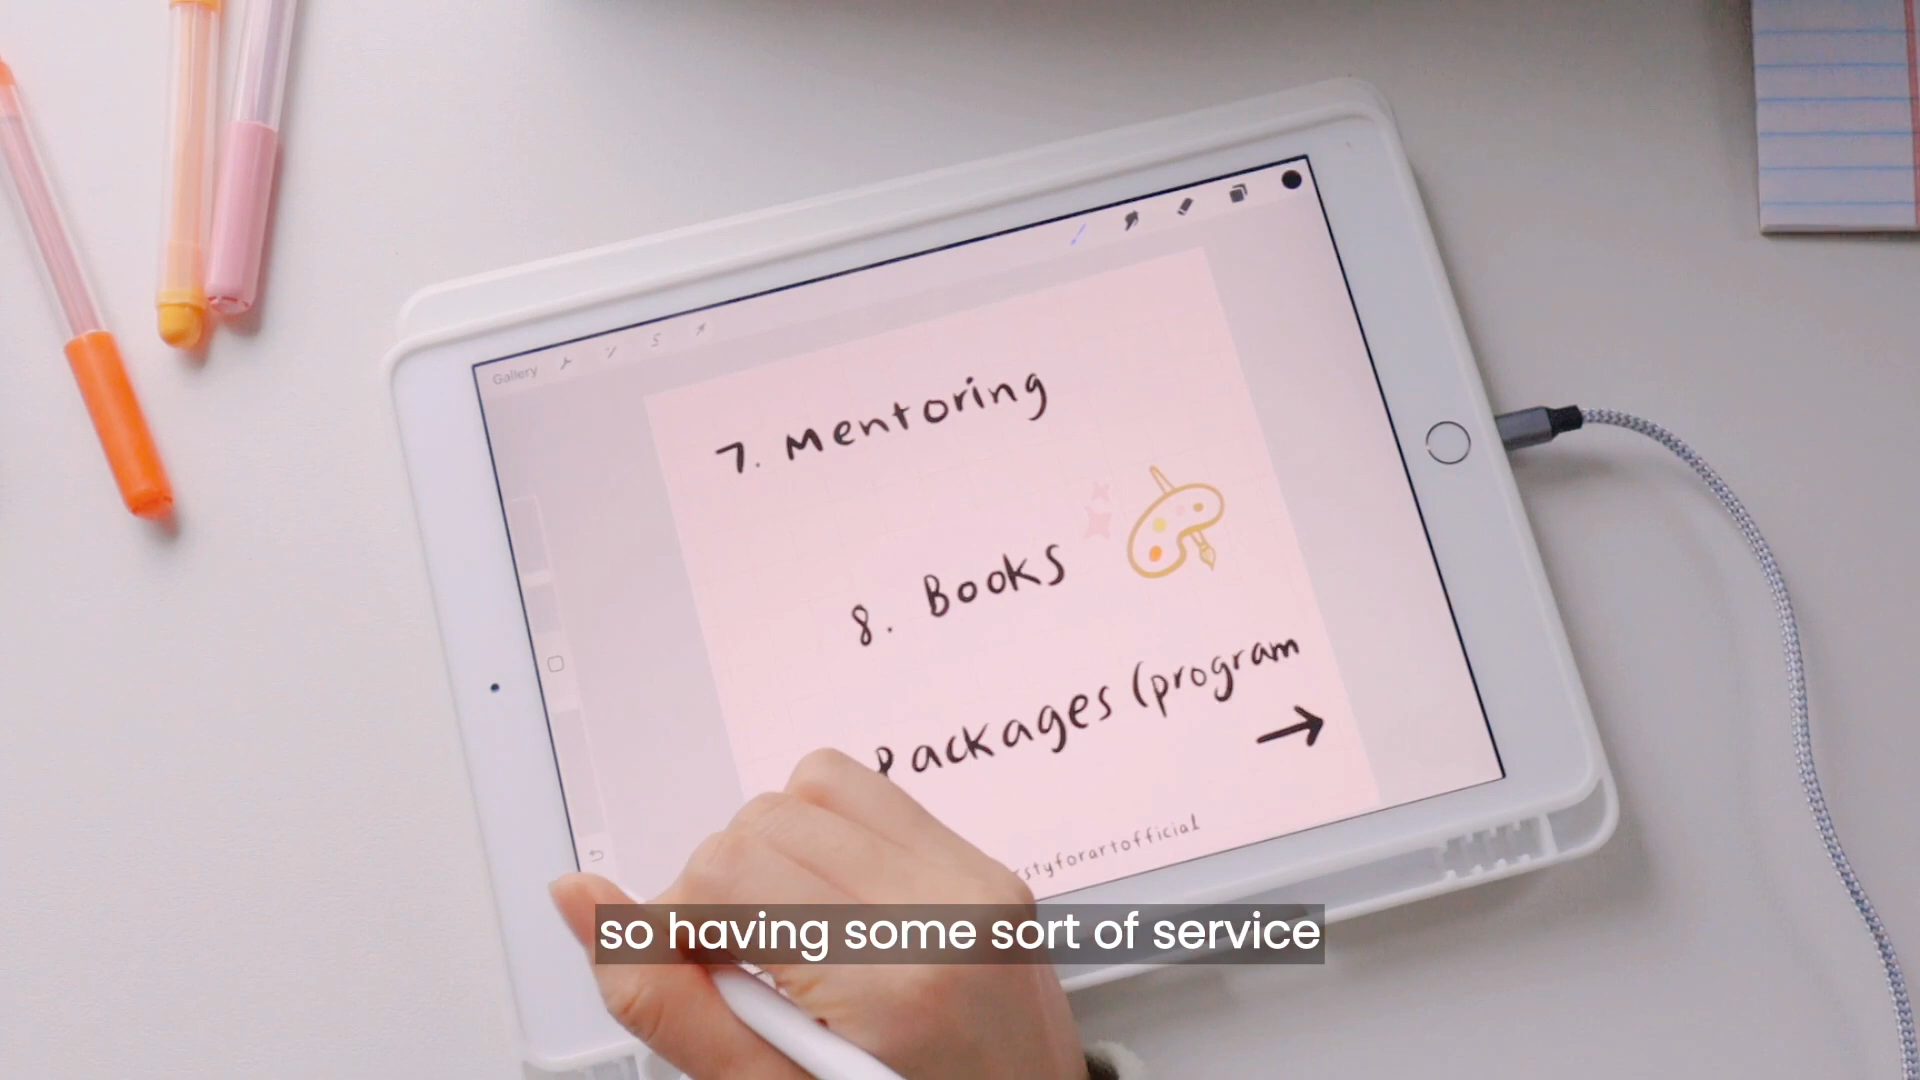 Gallery
7. Mentoring
8. Books
Packages (program
styforartofficial
so having some sort of service